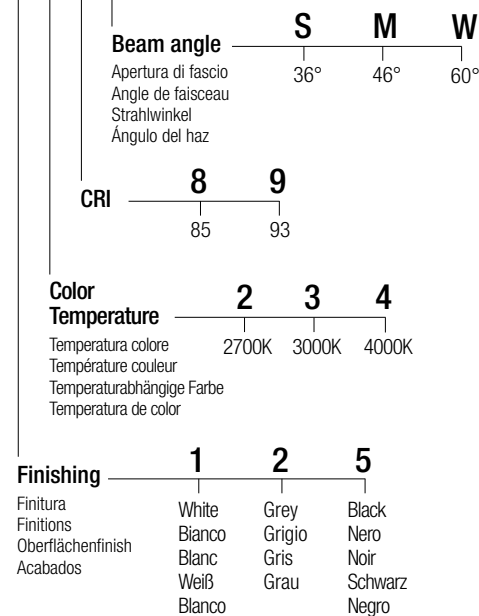 S M W
Beam angle
36° 46° 60°
Apertura di fascio
Angle de faisceau
Strahlwinkel
Ángulo del haz
8 9
CRI
85 93
Color
Temperature
2 3 4
2700K 3000K 4000K
Temperatura colore
Température couleur
Temperaturabhängige Farbe
Temperatura de color
1 2 5
Finishing
Finitura
Finitions
Oberflächenfinish
Acabados
White Grey Black
Bianco Grigio Nero
Blanc Gris Noir
Weiß Grau Schwarz
Blanco Negro